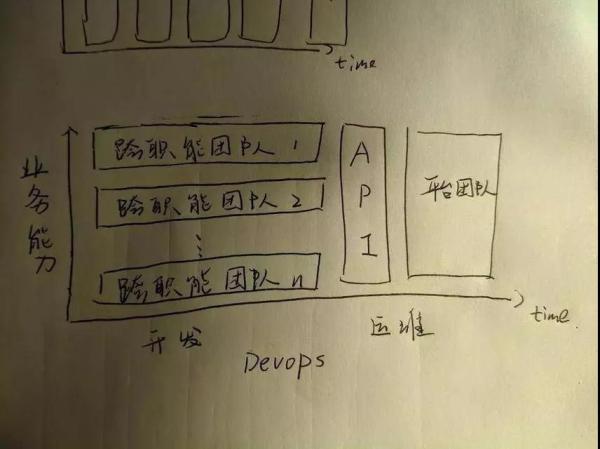 time
业务能力
跨职能团队 1
跨职能团队 2
跨职能团队 n
API
平台团队
time
开发
运维
Devops